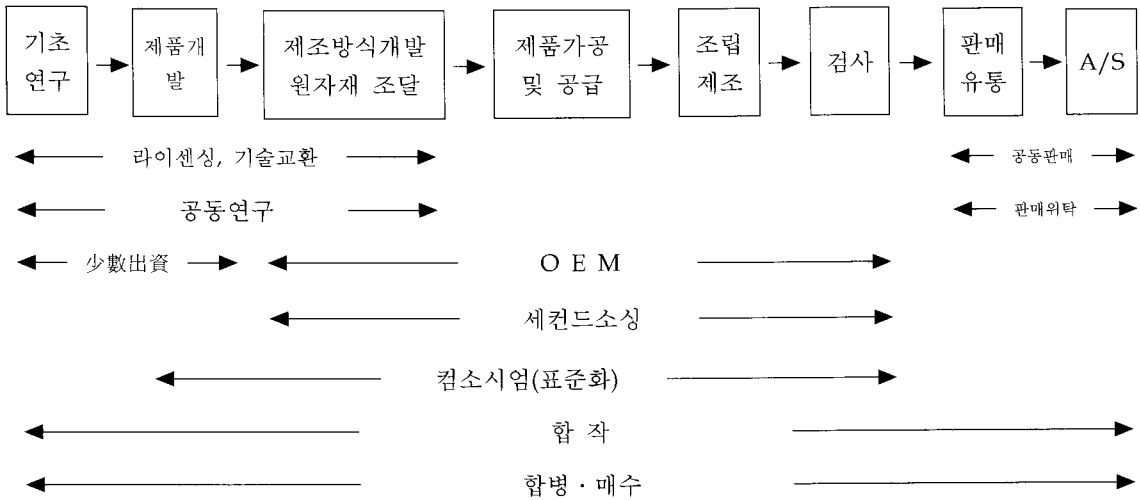 기초
연구
제품개
발
제조방식개발
원자재 조달
제품가공
및 공급
조립
제조
검사
판매
유통
A/S
라이센싱, 기술교환
공동판매
공동연구
판매위탁
少數出資
O E M
세컨드소싱
컴소시엄(표준화)
합 작
합병 · 매수